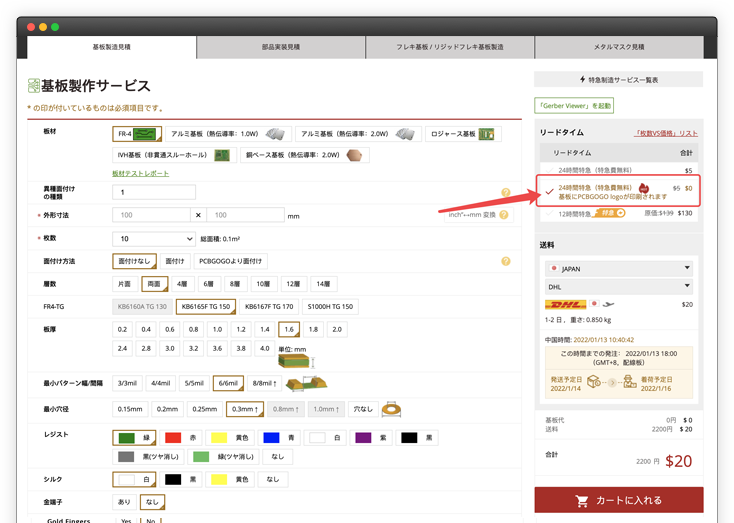 基板製造見積
部品実装見積
フレキ基板 / リジッドフレキ基板製造
メタルマスク見積
基板製作サービス
* の印が付いているものは必須項目です。
板材
FR-4
アルミ基板（熱伝導率：1.0W）
アルミ基板（熱伝導率：2.0W）
ロジャース基板
IVH基板（非貫通スルーホール）
銅ベース基板（熱伝導率：2.0W）
板材テストレポート
異種面付け
の種類
1
?
* 外形寸法
100 × 100 mm
inch"↔mm 変換 ?
* 枚数
10
総面積: 0.1m²
面付け方法
面付けなし 面付け PCBGOGOより面付け
?
層数
片面 両面 4層 6層 8層 10層 12層 14層
FR4-TG
KB6160A TG 130 KB6165F TG 150 KB6167F TG 170 S1000H TG 150
板厚
0.2 0.4 0.6 0.8 1.0 1.2 1.4 1.6 1.8 2.0
2.4 2.8 3.0 3.2 3.6 3.8 4.0 単位: mm
最小パターン幅/間隔
3/3mil 4/4mil 5/5mil 6/6mil 8/8mil ↑
最小穴径
0.15mm 0.2mm 0.25mm 0.3mm ↑ 0.8mm ↑ 1.0mm ↑ 穴なし
レジスト
緑 赤 黄色 青 白 紫 黒
黒(ツヤ消し) 緑(ツヤ消し) なし
シルク
白 黒 黄色 なし
金端子
あり なし
Gold Fingers
Yes No
特急製造サービス一覧表
「Gerber Viewer」を起動
リードタイム
「枚数VS価格」リスト
リードタイム 合計
24時間特急（特急費無料） $5
24時間特急（特急費無料） $5 $0
基板にPCBGOGO logoが印刷されます
12時間特急 特急 原価:$139 $130
送料
JAPAN
DHL
DHL $20
1-2 日 , 重さ: 0.850 kg
中国時間: 2022/01/13 10:40:42
この時間までの発注： 2022/01/13 18:00
（GMT+8、配線板）
発送予定日
2022/1/14
着荷予定日
2022/1/16
基板代 0円 $ 0
送料 2200円 $ 20
合計 2200 円 $20
カートに入れる